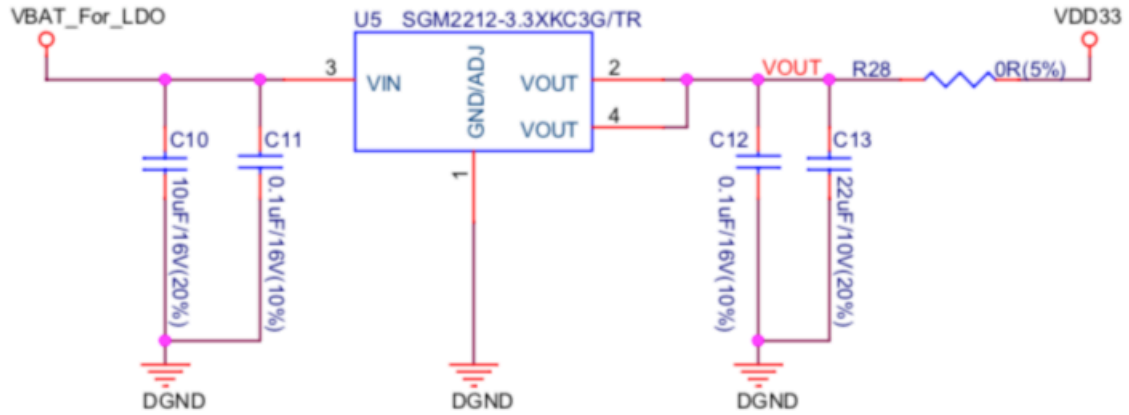 VBAT_For_LDO
U5 SGM2212-3.3XKC3G/TR
VDD33
3
VIN
GND/ADJ
VOUT
2
VOUT
4
1
VOUT
R28
0R(5%)
C10
10uF/16V(20%)
C11
0.1uF/16V(10%)
C12
0.1uF/16V(10%)
C13
22uF/10V(20%)
DGND
DGND
DGND